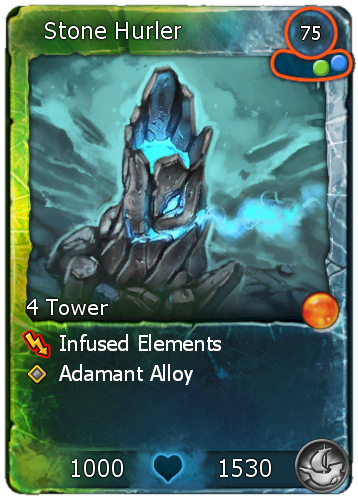 Stone Hurler
75
4 Tower
Infused Elements
Adamant Alloy
1000 1530